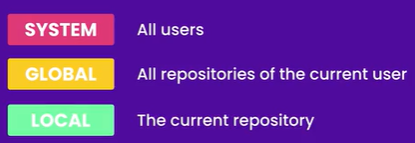 SYSTEM All users
GLOBAL All repositories of the current user
LOCAL The current repository